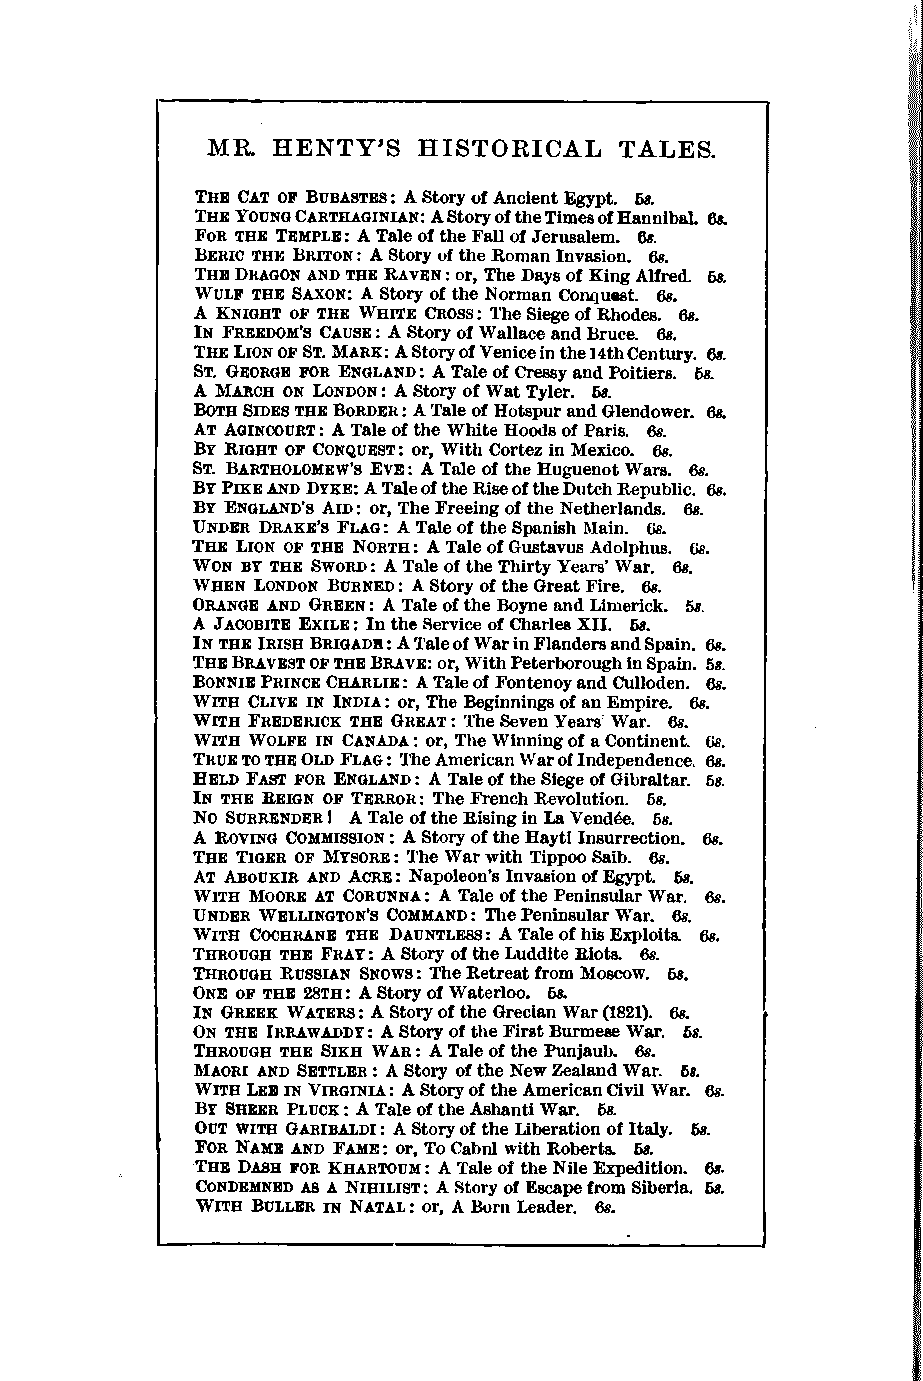 MR. HENTY'S HISTORICAL TALES.
THE CAT OF BUBASTES: A Story of Ancient Egypt. 5s.
THE YOUNG CARTHAGINIAN: A Story of the Times of Hannibal. 6s.
FOR THE TEMPLE: A Tale of the Fall of Jerusalem. 6s.
BERIC THE BRITON: A Story of the Roman Invasion. 6s.
THE DRAGON AND THE RAVEN: or, The Days of King Alfred. 5s.
WULF THE SAXON: A Story of the Norman Conquest. 6s.
A KNIGHT OF THE WHITE CROSS: The Siege of Rhodes. 6s.
IN FREEDOM'S CAUSE: A Story of Wallace and Bruce. 6s.
THE LION OF ST. MARK: A Story of Venice in the 14th Century. 6s.
ST. GEORGE FOR ENGLAND: A Tale of Cressy and Poitiers. 5s.
A MARCH ON LONDON: A Story of Wat Tyler. 5s.
BOTH SIDES THE BORDER: A Tale of Hotspur and Glendower. 6s.
AT AGINCOURT: A Tale of the White Hoods of Paris. 6s.
BY RIGHT OF CONQUEST: or, With Cortez in Mexico. 6s.
ST. BARTHOLOMEW'S EVE: A Tale of the Huguenot Wars. 6s.
BY PIKE AND DYKE: A Tale of the Rise of the Dutch Republic. 6s.
BY ENGLAND'S AID: or, The Freeing of the Netherlands. 6s.
UNDER DRAKE'S FLAG: A Tale of the Spanish Main. 6s.
THE LION OF THE NORTH: A Tale of Gustavus Adolphus. 6s.
WON BY THE SWORD: A Tale of the Thirty Years' War. 6s.
WHEN LONDON BURNED: A Story of the Great Fire. 6s.
ORANGE AND GREEN: A Tale of the Boyne and Limerick. 5s.
A JACOBITE EXILE: In the Service of Charles XII. 5s.
IN THE IRISH BRIGADE: A Tale of War in Flanders and Spain. 6s.
THE BRAVEST OF THE BRAVE: or, With Peterborough in Spain. 5s.
BONNIE PRINCE CHARLIE: A Tale of Fontenoy and Culloden. 6s.
WITH CLIVE IN INDIA: or, The Beginnings of an Empire. 6s.
WITH FREDERICK THE GREAT: The Seven Years' War. 6s.
WITH WOLFE IN CANADA: or, The Winning of a Continent. 6s.
TRUE TO THE OLD FLAG: The American War of Independence. 6s.
HELD FAST FOR ENGLAND: A Tale of the Siege of Gibraltar. 5s.
IN THE REIGN OF TERROR: The French Revolution. 5s.
NO SURRENDER! A Tale of the Rising in La Vendée. 5s.
A ROVING COMMISSION: A Story of the Hayti Insurrection. 6s.
THE TIGER OF MYSORE: The War with Tippoo Saib. 6s.
AT ABOUKIR AND ACRE: Napoleon's Invasion of Egypt. 5s.
WITH MOORE AT CORUNNA: A Tale of the Peninsular War. 6s.
UNDER WELLINGTON'S COMMAND: The Peninsular War. 6s.
WITH COCHRANE THE DAUNTLESS: A Tale of his Exploits. 6s.
THROUGH THE FRAY: A Story of the Luddite Riots. 6s.
THROUGH RUSSIAN SNOWS: The Retreat from Moscow. 5s.
ONE OF THE 28TH: A Story of Waterloo. 5s.
IN GREEK WATERS: A Story of the Grecian War (1821). 6s.
ON THE IRRAWADDY: A Story of the First Burmese War. 5s.
THROUGH THE SIKH WAR: A Tale of the Punjaub. 6s.
MAORI AND SETTLER: A Story of the New Zealand War. 5s.
WITH LEE IN VIRGINIA: A Story of the American Civil War. 6s.
BY SHEER PLUCK: A Tale of the Ashanti War. 5s.
OUT WITH GARIBALDI: A Story of the Liberation of Italy. 5s.
FOR NAME AND FAME: or, To Cabul with Roberts. 5s.
THE DASH FOR KHARTOUM: A Tale of the Nile Expedition. 6s.
CONDEMNED AS A NIHILIST: A Story of Escape from Siberia. 5s.
WITH BULLER IN NATAL: or, A Born Leader. 6s.